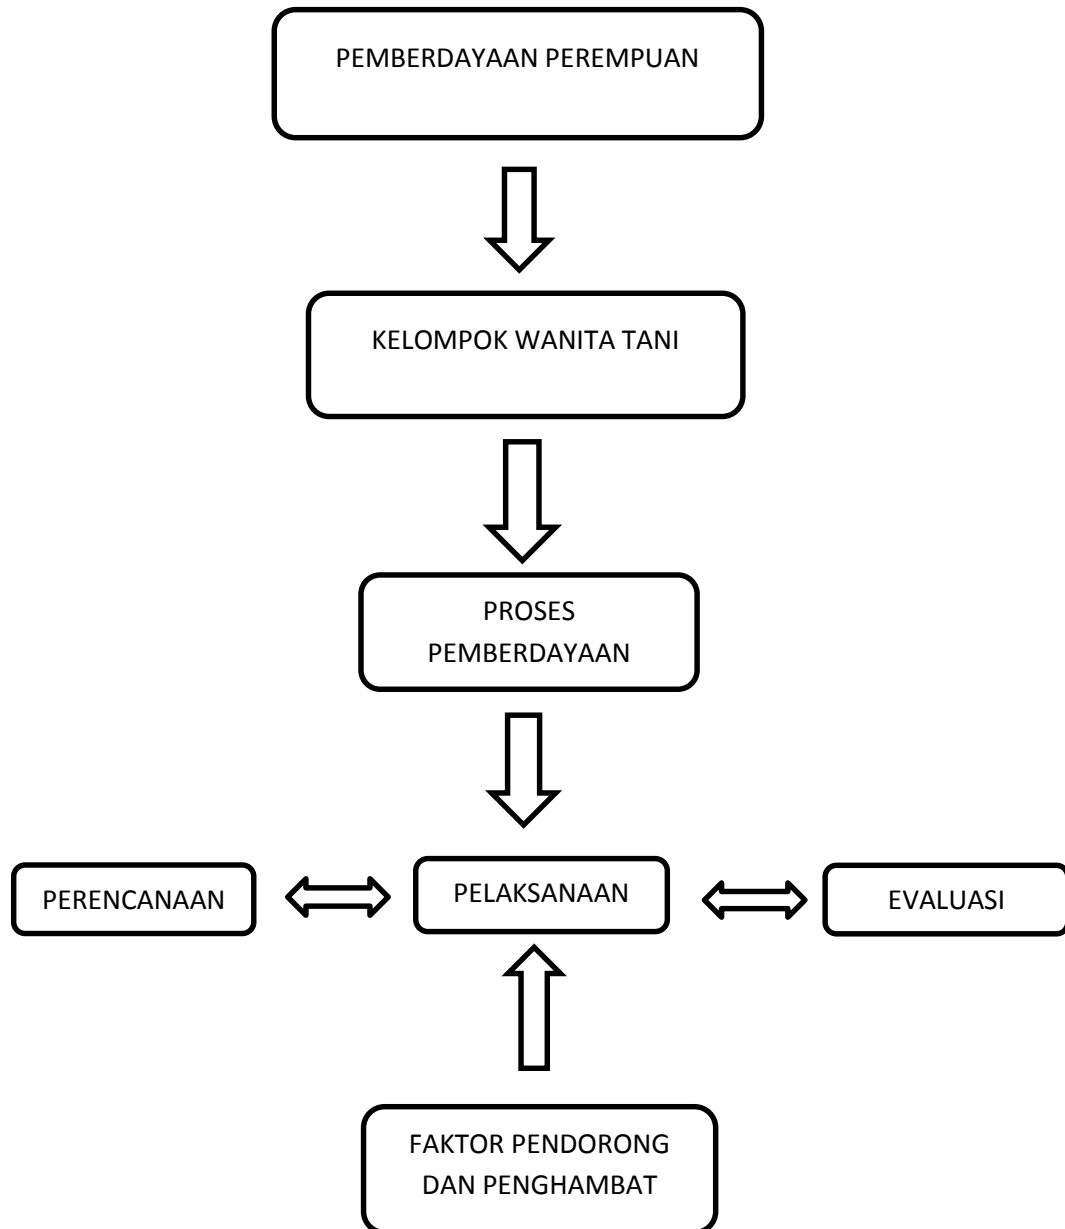 PEMBERDAYAAN PEREMPUAN
KELOMPOK WANITA TANI
PROSES
PEMBERDAYAAN
PERENCANAAN
PELAKSANAAN
EVALUASI
FAKTOR PENDORONG
DAN PENGHAMBAT